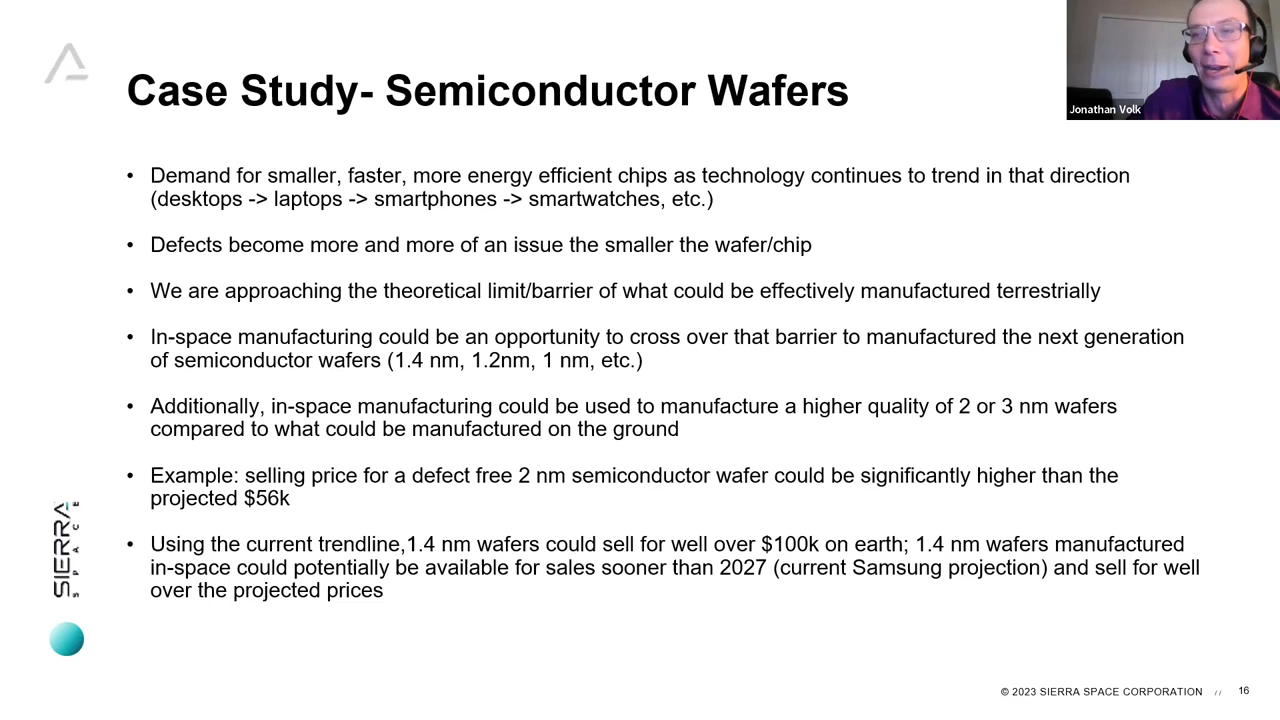 Case Study- Semiconductor Wafers
Jonathan Volk
• Demand for smaller, faster, more energy efficient chips as technology continues to trend in that direction
(desktops -> laptops -> smartphones -> smartwatches, etc.)
• Defects become more and more of an issue the smaller the wafer/chip
• We are approaching the theoretical limit/barrier of what could be effectively manufactured terrestrially
• In-space manufacturing could be an opportunity to cross over that barrier to manufactured the next generation
of semiconductor wafers (1.4 nm, 1.2nm, 1 nm, etc.)
• Additionally, in-space manufacturing could be used to manufacture a higher quality of 2 or 3 nm wafers
compared to what could be manufactured on the ground
• Example: selling price for a defect free 2 nm semiconductor wafer could be significantly higher than the
projected $56k
• Using the current trendline,1.4 nm wafers could sell for well over $100k on earth; 1.4 nm wafers manufactured
in-space could potentially be available for sales sooner than 2027 (current Samsung projection) and sell for well
over the projected prices
SIERRA
SPACE
© 2023 SIERRA SPACE CORPORATION // 16